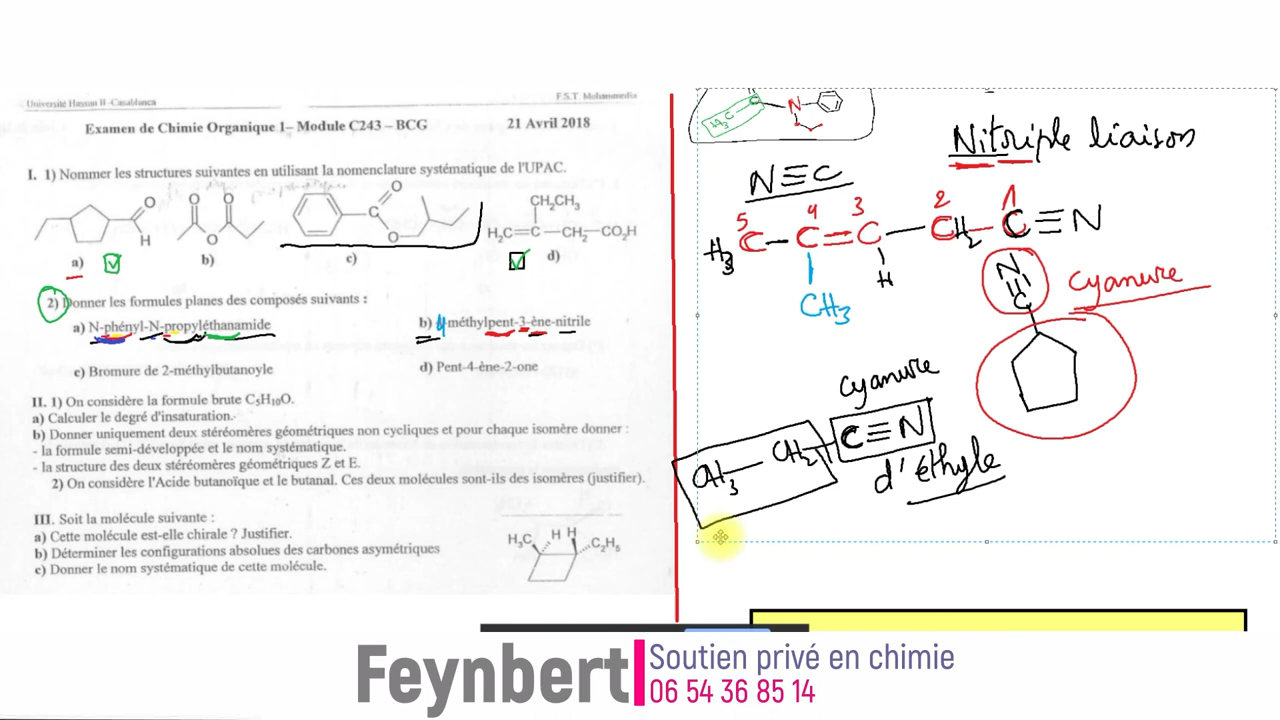 Université Hassan II -Casablanca
F.S.T Mohammedia
Examen de Chimie Organique 1– Module C243 – BCG
21 Avril 2018
I. 1) Nommer les structures suivantes en utilisant la nomenclature systématique de l'UPAC.
O
H
a)
O O
O
b)
O
C
O
c)
CH₂CH₃
H₂C=C–CH₂–CO₂H
d)
2) Donner les formules planes des composés suivants :
a) N-phényl-N-propyléthanamide
b) 4 méthylpent-3-ène-nitrile
c) Bromure de 2-méthylbutanoyle
d) Pent-4-ène-2-one
II. 1) On considère la formule brute C₅H₁₀O.
a) Calculer le degré d'insaturation.
b) Donner uniquement deux stéréomères géométriques non cycliques et pour chaque isomère donner :
- la formule semi-développée et le nom systématique.
- la structure des deux stéréomères géométriques Z et E.
2) On considère l'Acide butanoïque et le butanal. Ces deux molécules sont-ils des isomères (justifier).
III. Soit la molécule suivante :
a) Cette molécule est-elle chirale ? Justifier.
b) Déterminer les configurations absolues des carbones asymétriques
c) Donner le nom systématique de cette molécule.
H₃C H H C₂H₅
H₃C C N
Nitriple liaison
N≡C
5 4 3 2 1
H₃C–C=C–CH₂–C≡N
H
CH₃
N≡C
Cyanure
Cyanure
CH₃–CH₂–C≡N
d'éthyle
Feynbert
Soutien privé en chimie
06 54 36 85 14